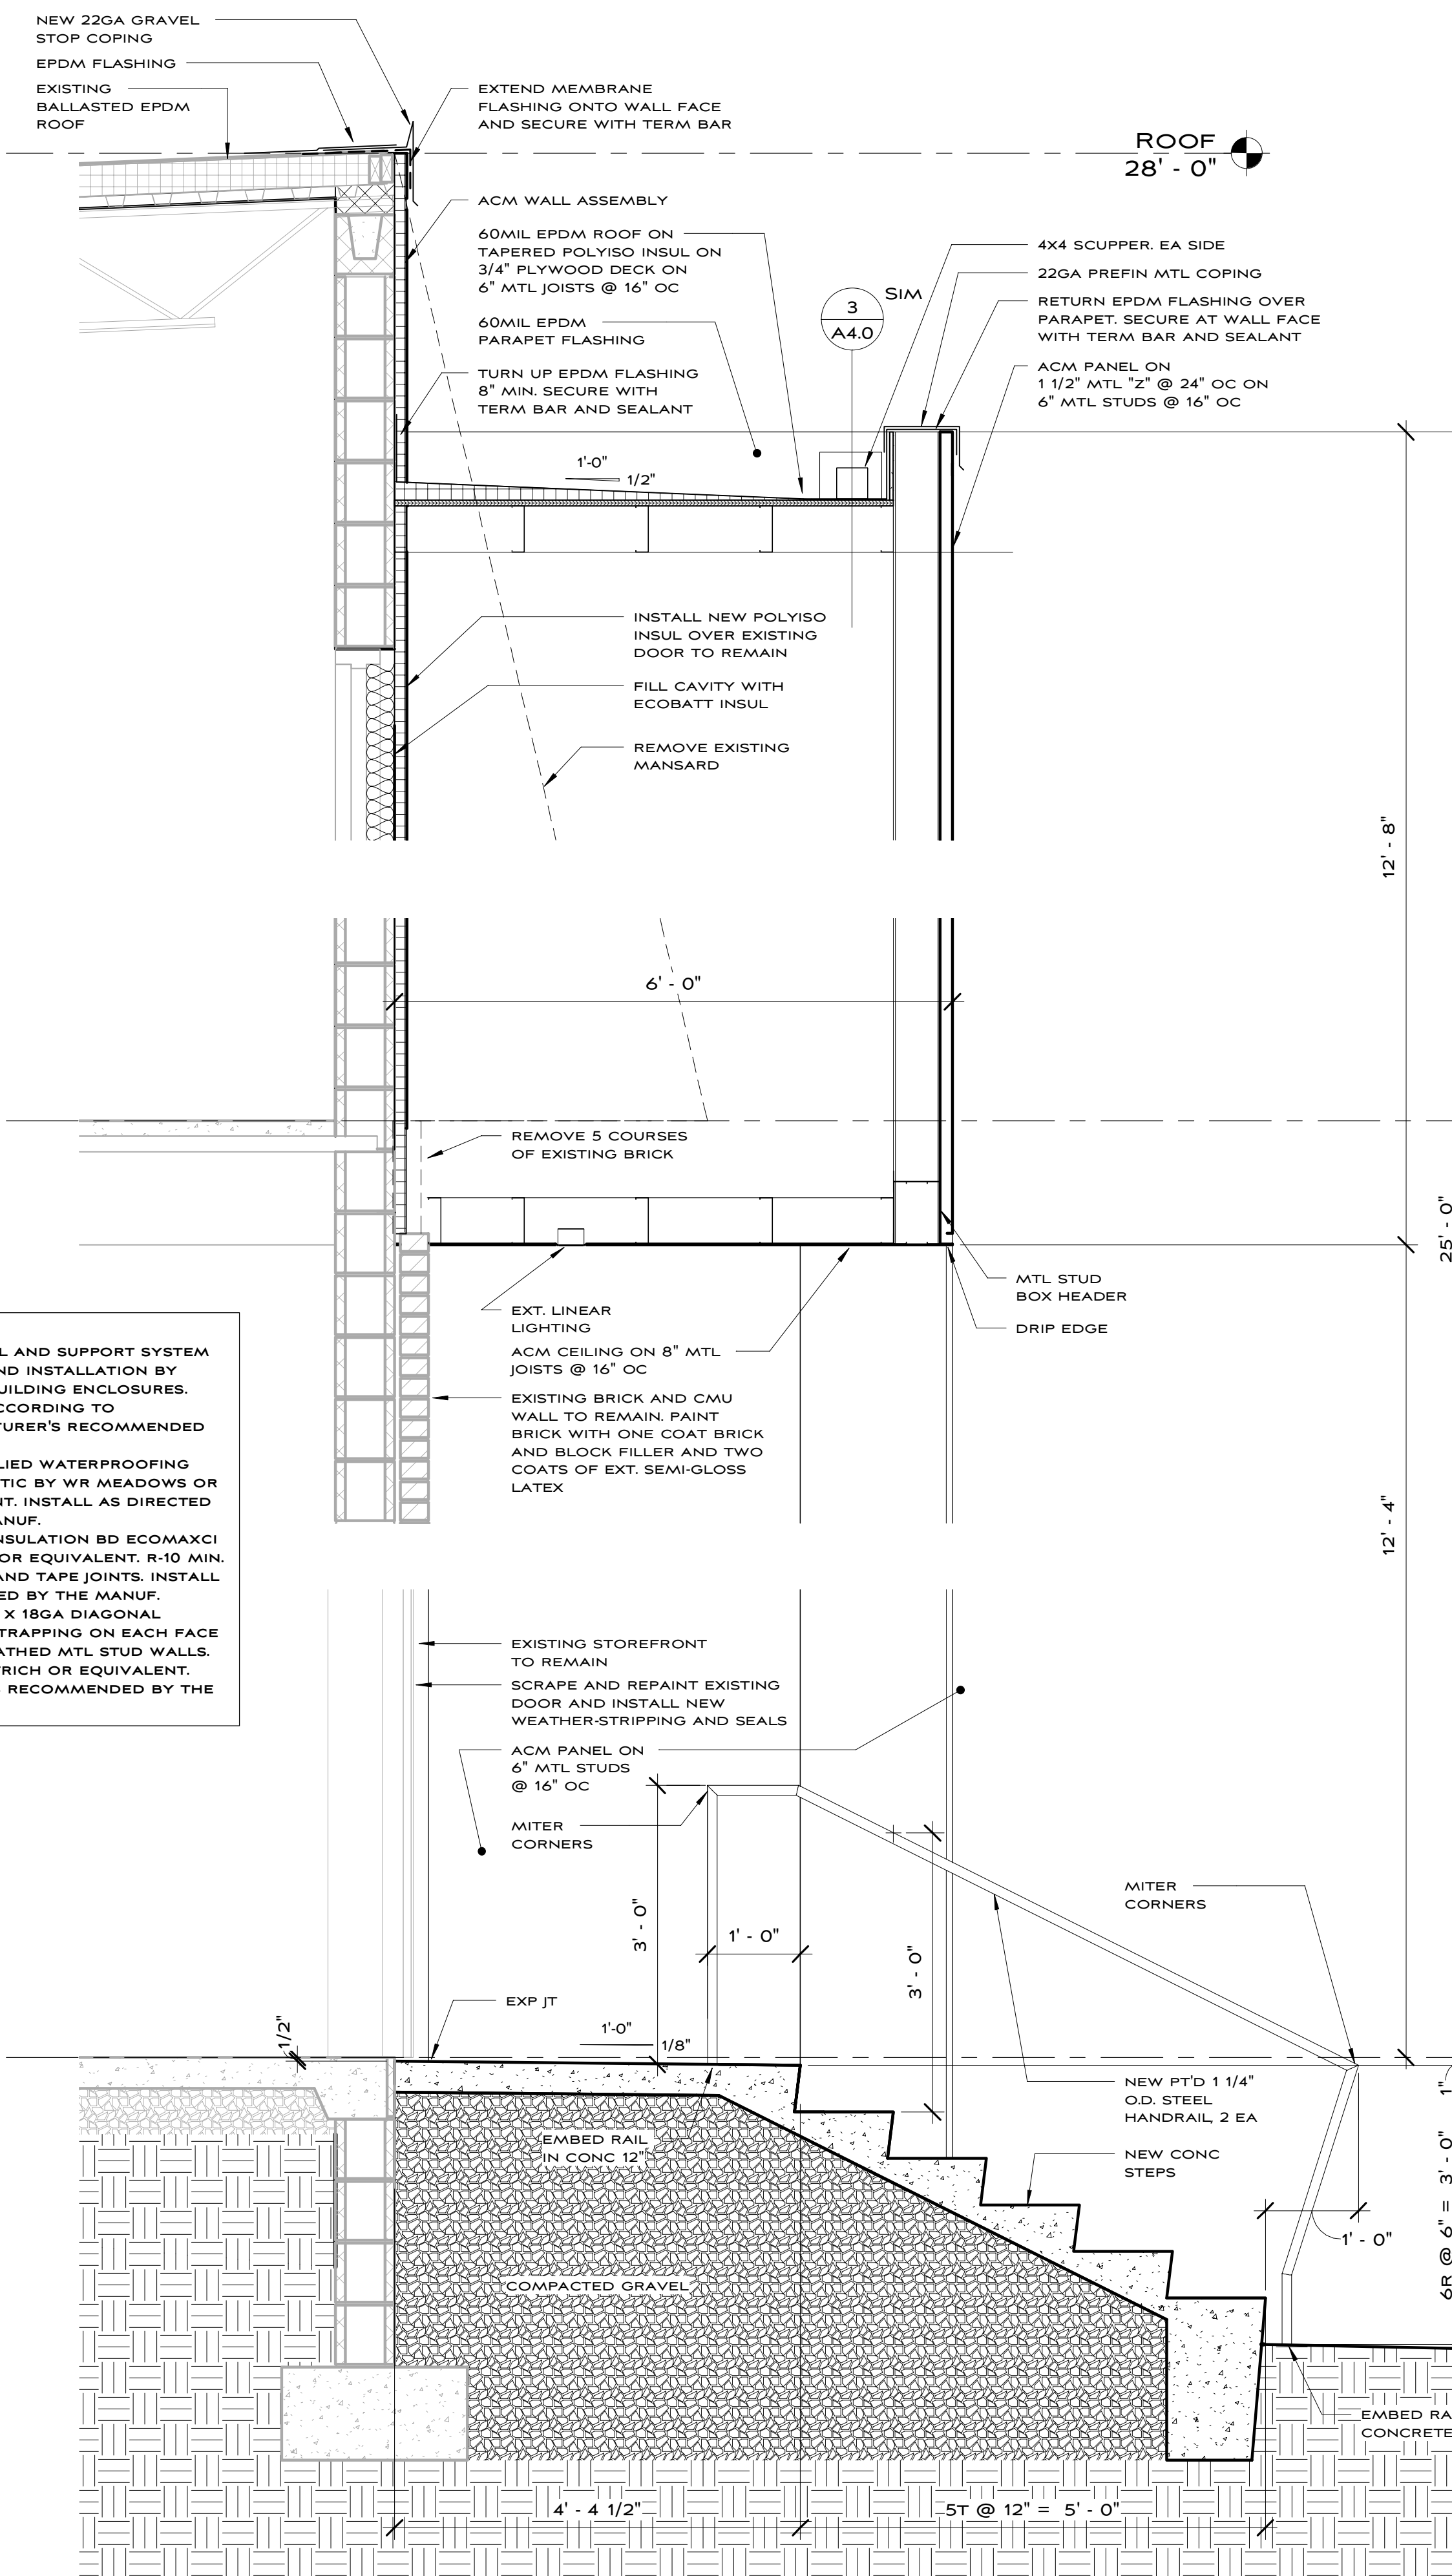 NEW 22GA GRAVEL
STOP COPING
EPDM FLASHING
EXISTING
BALLASTED EPDM
ROOF
EXTEND MEMBRANE
FLASHING ONTO WALL FACE
AND SECURE WITH TERM BAR
ROOF
28' - 0"
ACM WALL ASSEMBLY
60MIL EPDM ROOF ON
TAPERED POLYISO INSUL ON
3/4" PLYWOOD DECK ON
6" MTL JOISTS @ 16" OC
60MIL EPDM
PARAPET FLASHING
TURN UP EPDM FLASHING
8" MIN. SECURE WITH
TERM BAR AND SEALANT
3
A4.0
SIM
4X4 SCUPPER. EA SIDE
22GA PREFIN MTL COPING
RETURN EPDM FLASHING OVER
PARAPET. SECURE AT WALL FACE
WITH TERM BAR AND SEALANT
ACM PANEL ON
1 1/2" MTL "Z" @ 24" OC ON
6" MTL STUDS @ 16" OC
1'-0"
1/2"
INSTALL NEW POLYISO
INSUL OVER EXISTING
DOOR TO REMAIN
FILL CAVITY WITH
ECOBATT INSUL
REMOVE EXISTING
MANSARD
12' - 8"
6' - 0"
REMOVE 5 COURSES
OF EXISTING BRICK
25' - 0"
MTL STUD
BOX HEADER
DRIP EDGE
EXT. LINEAR
LIGHTING
ACM CEILING ON 8" MTL
JOISTS @ 16" OC
EXISTING BRICK AND CMU
WALL TO REMAIN. PAINT
BRICK WITH ONE COAT BRICK
AND BLOCK FILLER AND TWO
COATS OF EXT. SEMI-GLOSS
LATEX
L AND SUPPORT SYSTEM
ND INSTALLATION BY
UILDING ENCLOSURES.
CCORDING TO
TURER'S RECOMMENDED
LIED WATERPROOFING
TIC BY WR MEADOWS OR
NT. INSTALL AS DIRECTED
ANUF.
NSULATION BD ECOMAXCI
OR EQUIVALENT. R-10 MIN.
AND TAPE JOINTS. INSTALL
ED BY THE MANUF.
X 18GA DIAGONAL
TRAPPING ON EACH FACE
ATHED MTL STUD WALLS.
TRICH OR EQUIVALENT.
S RECOMMENDED BY THE
12' - 4"
EXISTING STOREFRONT
TO REMAIN
SCRAPE AND REPAINT EXISTING
DOOR AND INSTALL NEW
WEATHER-STRIPPING AND SEALS
ACM PANEL ON
6" MTL STUDS
@ 16" OC
MITER
CORNERS
MITER
CORNERS
3' - 0"
1' - 0"
3' - 0"
EXP JT
1/2"
1'-0"
1/8"
NEW PT'D 1 1/4"
O.D. STEEL
HANDRAIL, 2 EA
EMBED RAIL
IN CONC 12"
NEW CONC
STEPS
1"
6R @ 6" = 3' - 0"
1' - 0"
COMPACTED GRAVEL
EMBED RA
CONCRETE
4' - 4 1/2"
5T @ 12" = 5' - 0"